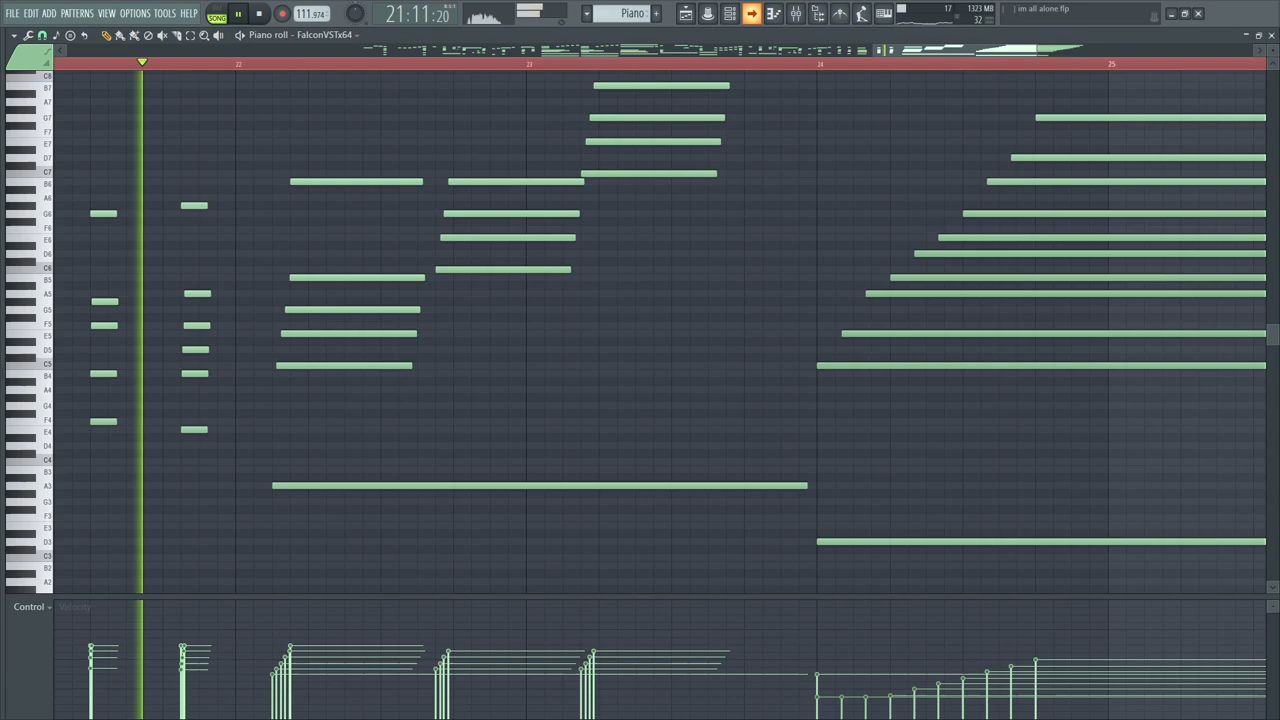 FILE EDIT ADD PATTERNS VIEW OPTIONS TOOLS HELP
SONG
111.974
21:11:20
Piano
17
1323 MB
32
im all alone.flp
Piano roll - FalconVSTx64
22
23
24
25
C8
B7
A7
G7
F7
E7
D7
C7
B6
A6
G6
F6
E6
D6
C6
B5
A5
G5
F5
E5
D5
C5
B4
A4
G4
F4
E4
D4
C4
B3
A3
G3
F3
E3
D3
C3
B2
A2
Control
Velocity